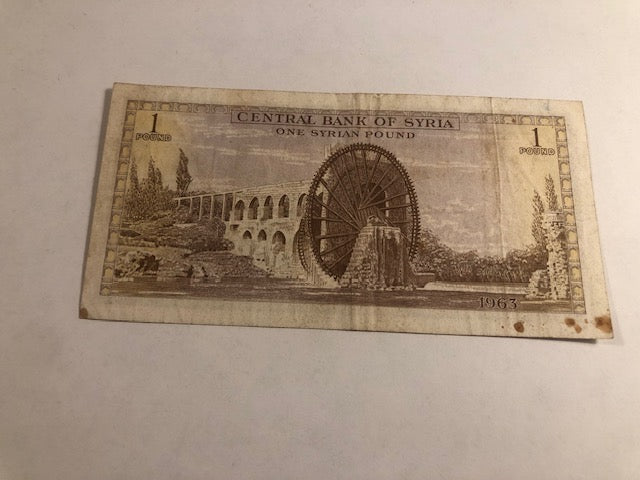 CENTRAL BANK OF SYRIA
ONE SYRIAN POUND
1
POUND
1
POUND
1963